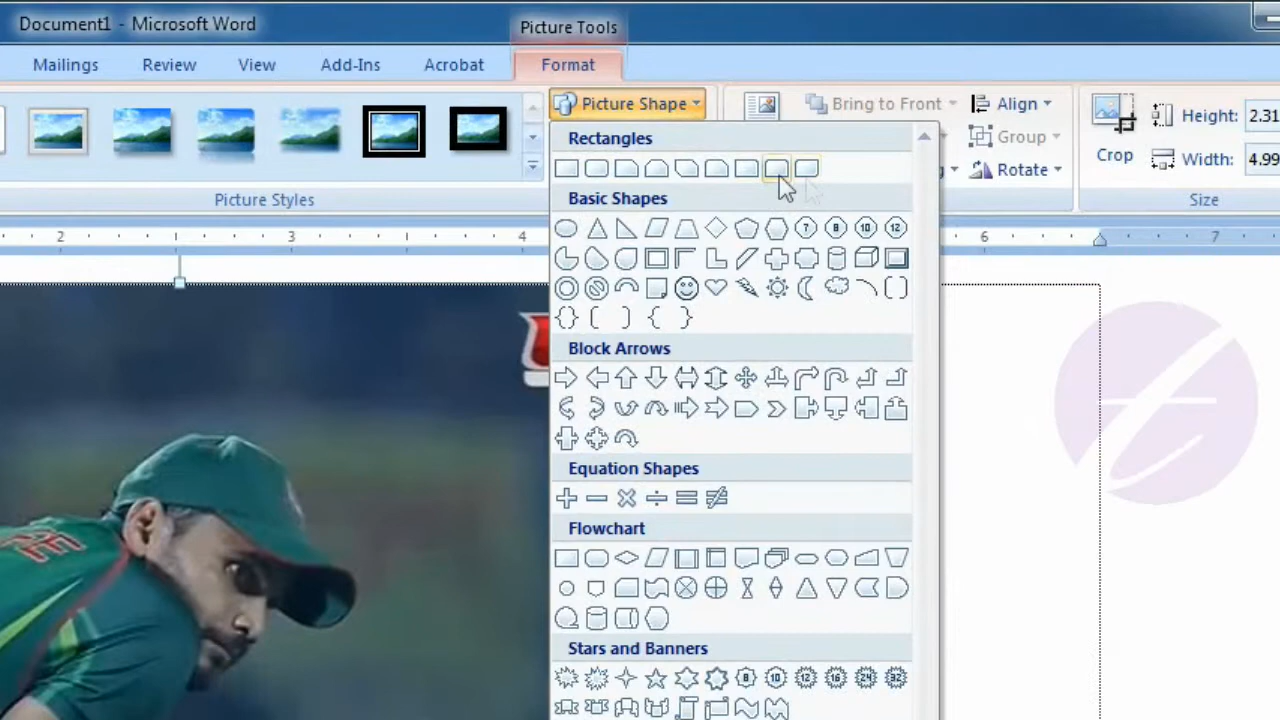 Document1 - Microsoft Word
Picture Tools
Mailings Review View Add-Ins Acrobat Format
Picture Shape
Bring to Front
Align
Height: 2.31
Group
Crop
Width: 4.99
Rotate
Picture Styles
Size
Rectangles
Basic Shapes
7 8 10 12
2 3 4 6 7
Block Arrows
Equation Shapes
Flowchart
Stars and Banners
8 10 12 16 24 32